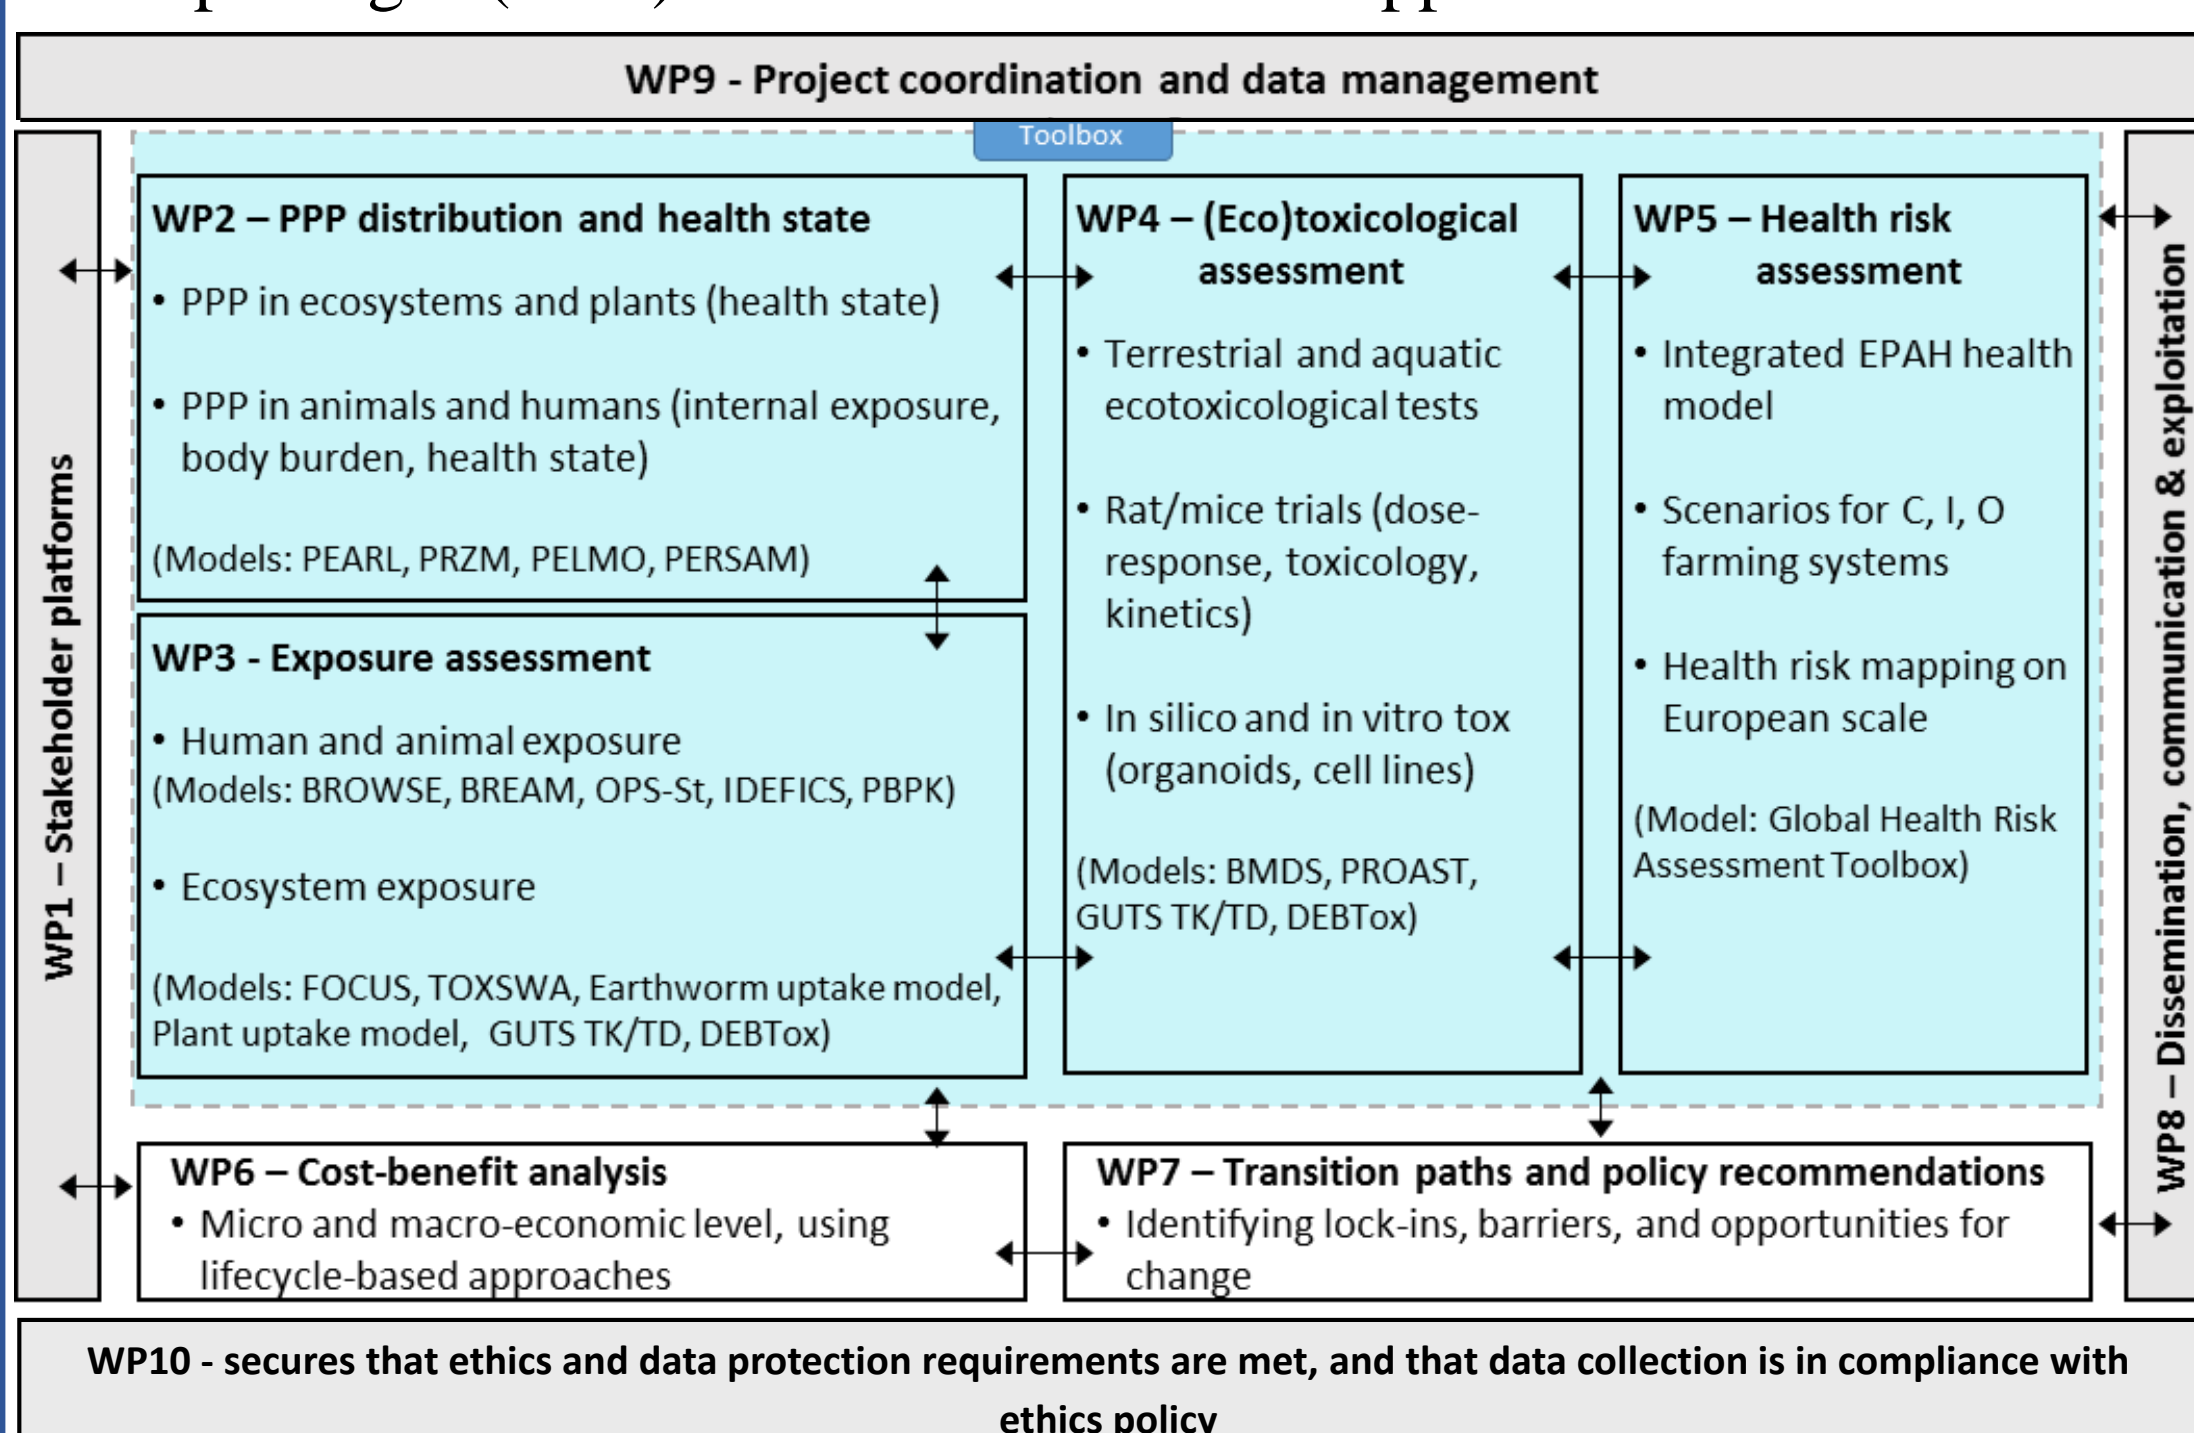 WP9 - Project coordination and data management
Toolbox
WP1 – Stakeholder platforms
WP2 – PPP distribution and health state
• PPP in ecosystems and plants (health state)
• PPP in animals and humans (internal exposure,
body burden, health state)
(Models: PEARL, PRZM, PELMO, PERSAM)
WP3 - Exposure assessment
• Human and animal exposure
(Models: BROWSE, BREAM, OPS-St, IDEFICS, PBPK)
• Ecosystem exposure
(Models: FOCUS, TOXSWA, Earthworm uptake model,
Plant uptake model, GUTS TK/TD, DEBTox)
WP4 – (Eco)toxicological
assessment
• Terrestrial and aquatic
ecotoxicological tests
• Rat/mice trials (dose-
response, toxicology,
kinetics)
• In silico and in vitro tox
(organoids, cell lines)
(Models: BMDS, PROAST,
GUTS TK/TD, DEBTox)
WP5 – Health risk
assessment
• Integrated EPAH health
model
• Scenarios for C, I, O
farming systems
• Health risk mapping on
European scale
(Model: Global Health Risk
Assessment Toolbox)
WP8 – Dissemination, communication & exploitation
WP6 – Cost-benefit analysis
• Micro and macro-economic level, using
lifecycle-based approaches
WP7 – Transition paths and policy recommendations
• Identifying lock-ins, barriers, and opportunities for
change
WP10 - secures that ethics and data protection requirements are met, and that data collection is in compliance with
ethics policy